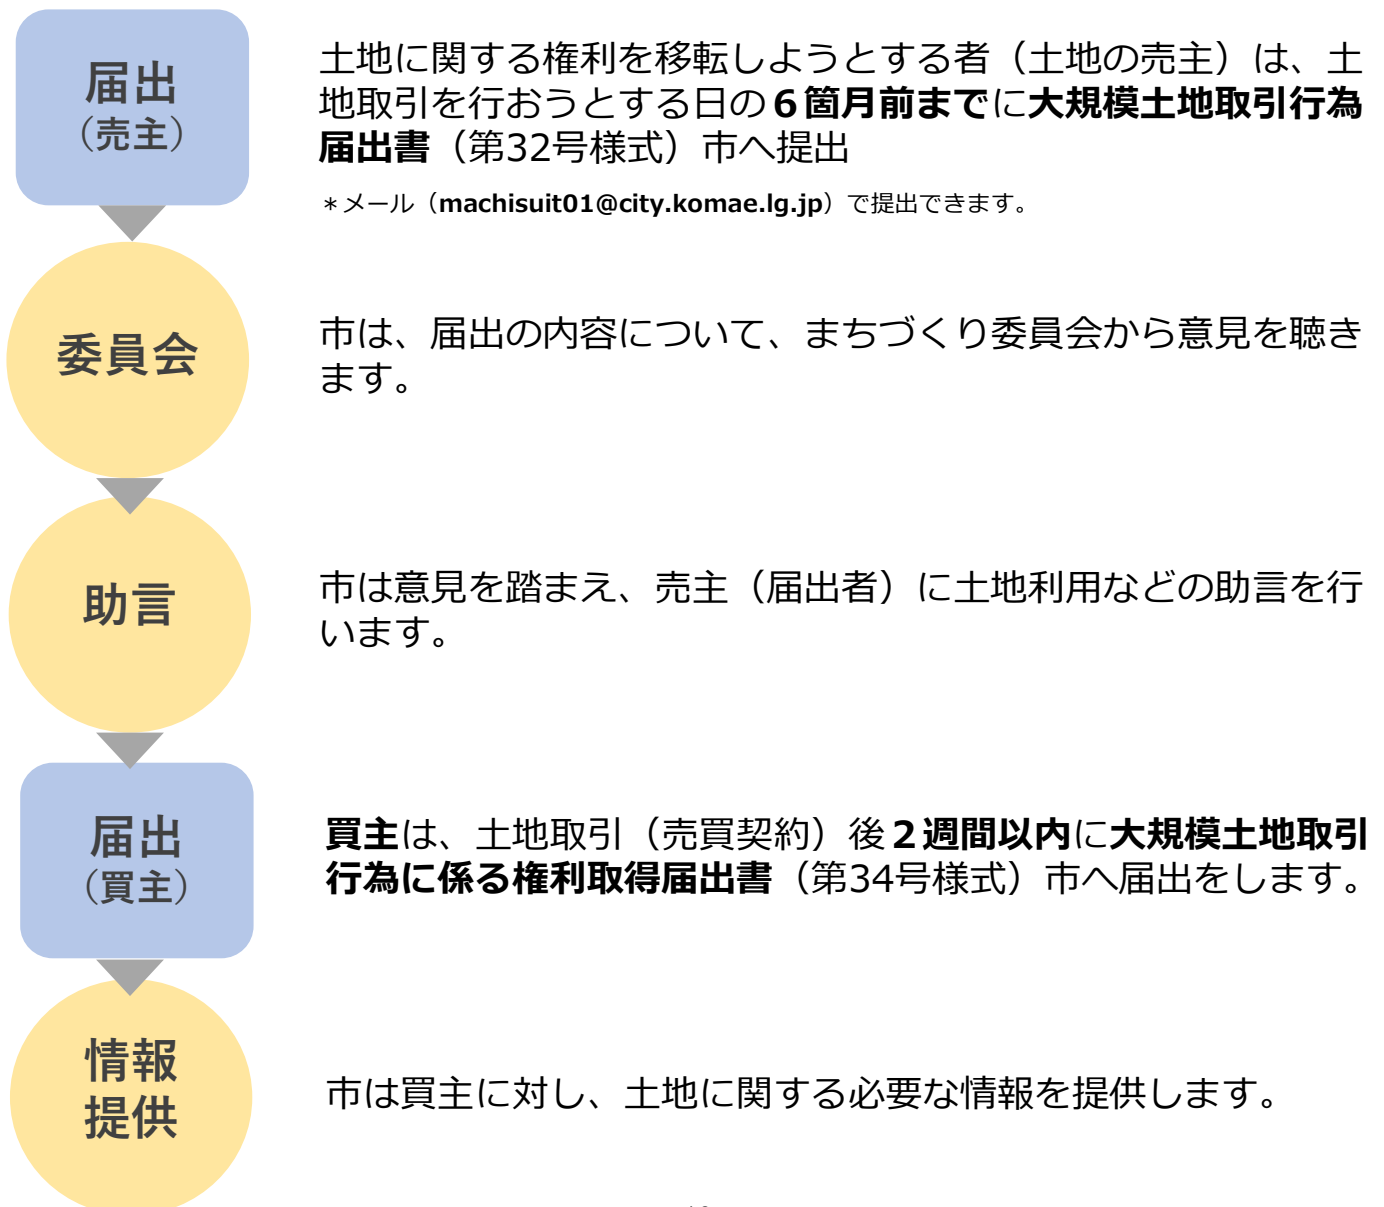 届出
（売主）
土地に関する権利を移転しようとする者（土地の売主）は、土
地取引を行おうとする日の６箇月前までに大規模土地取引行為
届出書（第32号様式）市へ提出
＊メール（machisuit01@city.komae.lg.jp）で提出できます。
委員会
市は、届出の内容について、まちづくり委員会から意見を聴き
ます。
助言
市は意見を踏まえ、売主（届出者）に土地利用などの助言を行
います。
届出
（買主）
買主は、土地取引（売買契約）後２週間以内に大規模土地取引
行為に係る権利取得届出書（第34号様式）市へ届出をします。
情報
提供
市は買主に対し、土地に関する必要な情報を提供します。